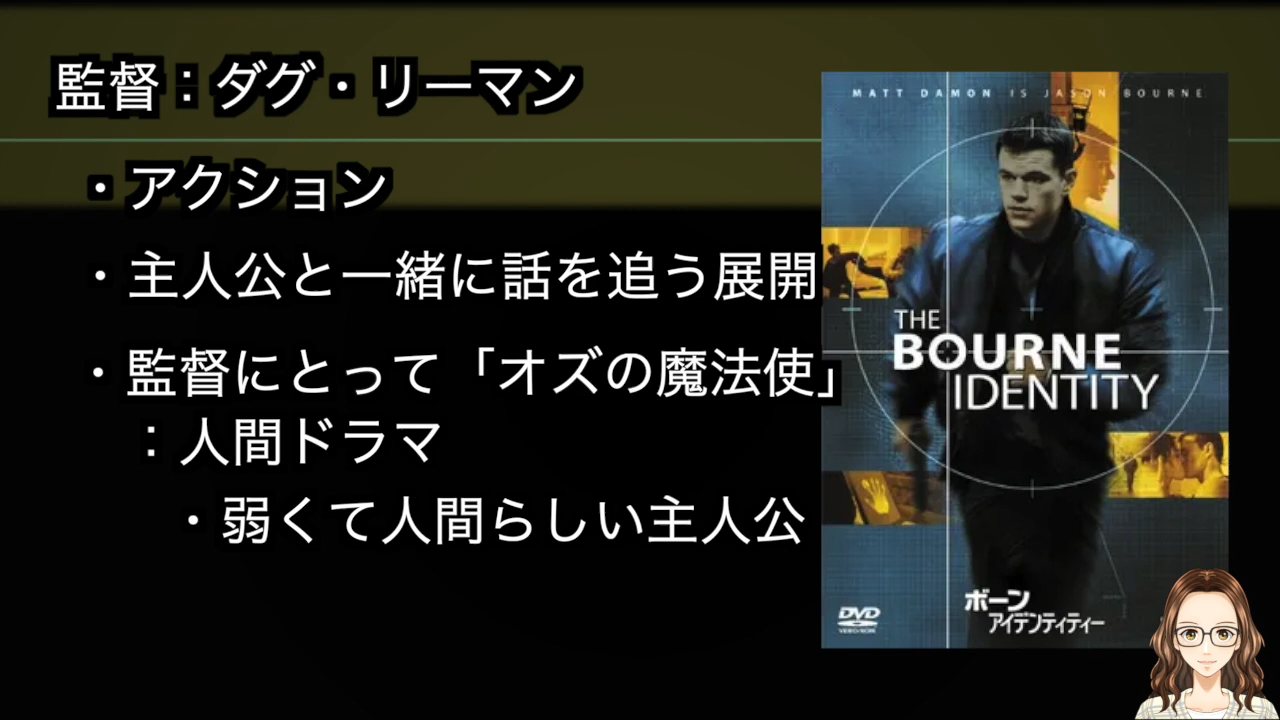 監督：ダグ・リーマン
・アクション
・主人公と一緒に話を追う展開
・監督にとって「オズの魔法使」
：人間ドラマ
・弱くて人間らしい主人公
MATT DAMON IS JASON BOURNE
THE
BOURNE
IDENTITY
DVD
VIDEO
ボーン
アイデンティティー